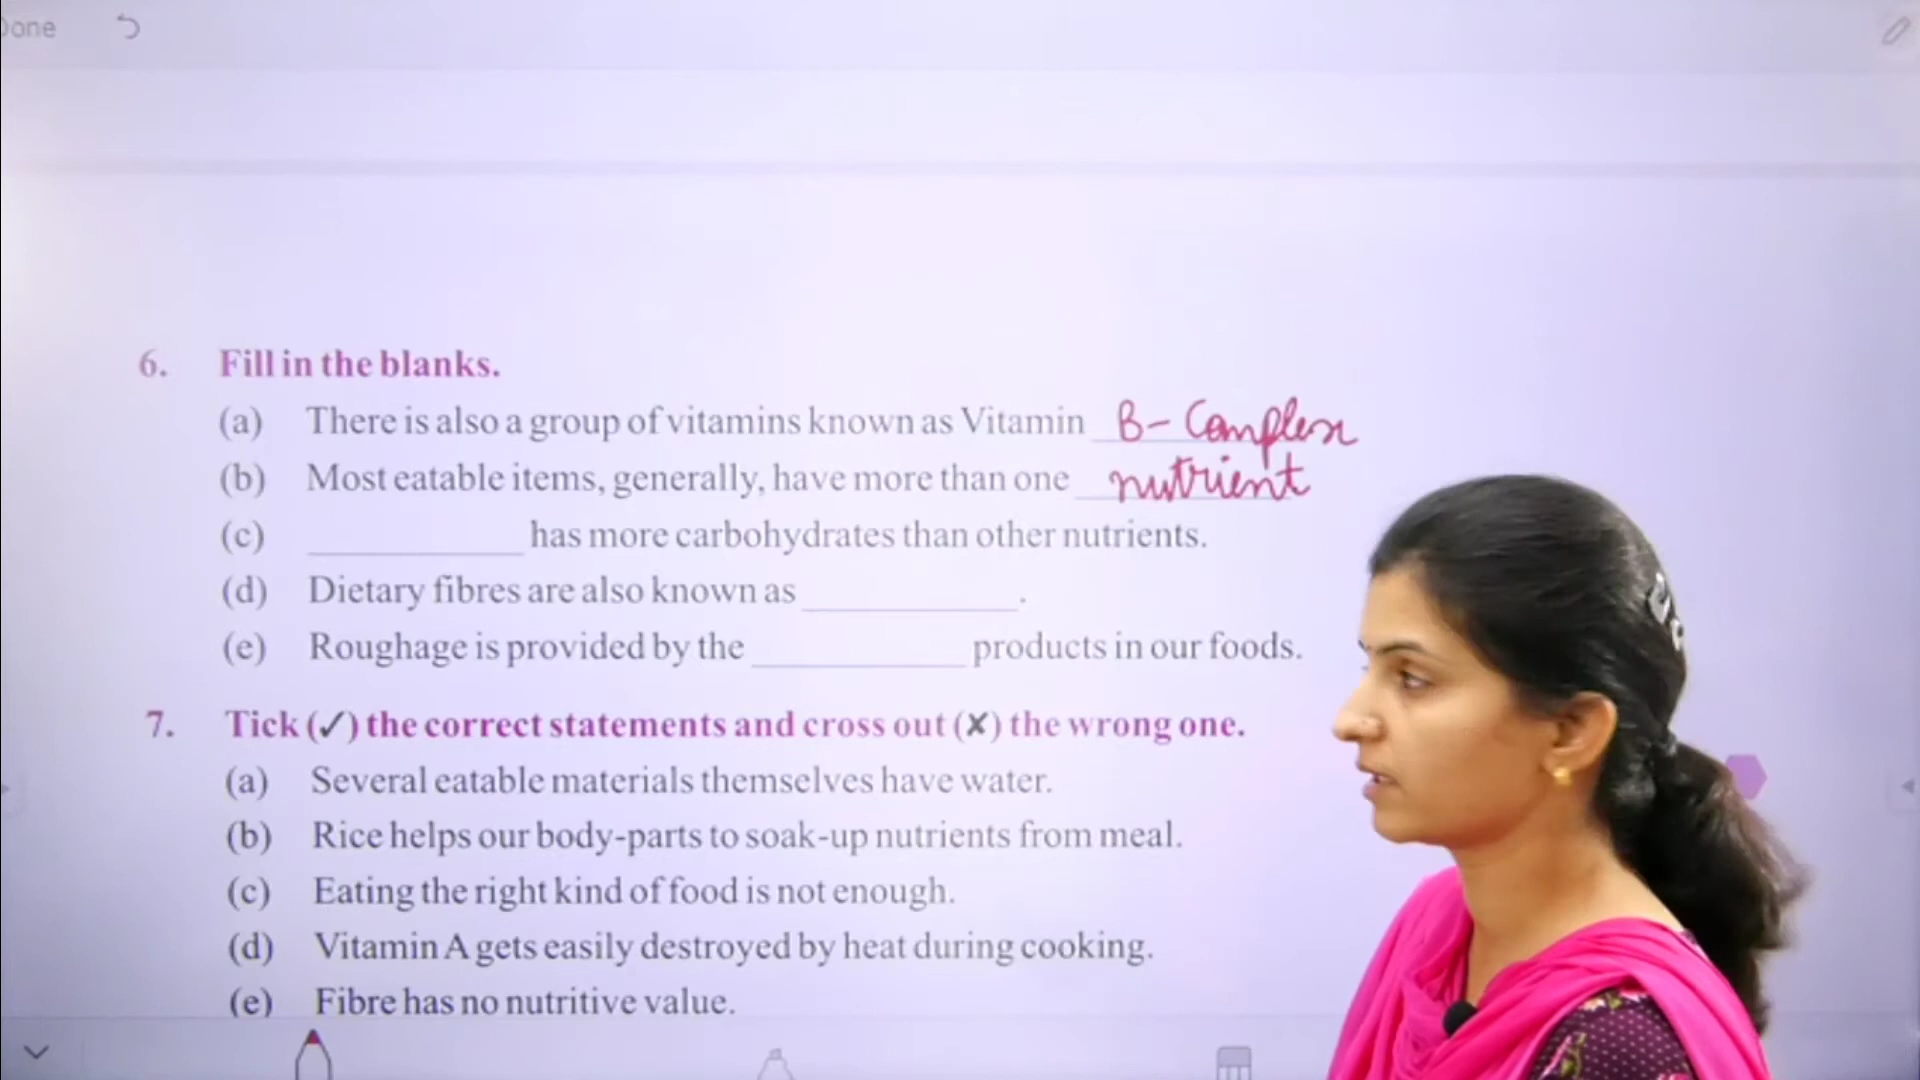 Done
6. Fill in the blanks.
(a) There is also a group of vitamins known as Vitamin B- Complex
(b) Most eatable items, generally, have more than one nutrient
(c) ____________ has more carbohydrates than other nutrients.
(d) Dietary fibres are also known as ____________.
(e) Roughage is provided by the ____________ products in our foods.
7. Tick (✓) the correct statements and cross out (✗) the wrong one.
(a) Several eatable materials themselves have water.
(b) Rice helps our body-parts to soak-up nutrients from meal.
(c) Eating the right kind of food is not enough.
(d) Vitamin A gets easily destroyed by heat during cooking.
(e) Fibre has no nutritive value.